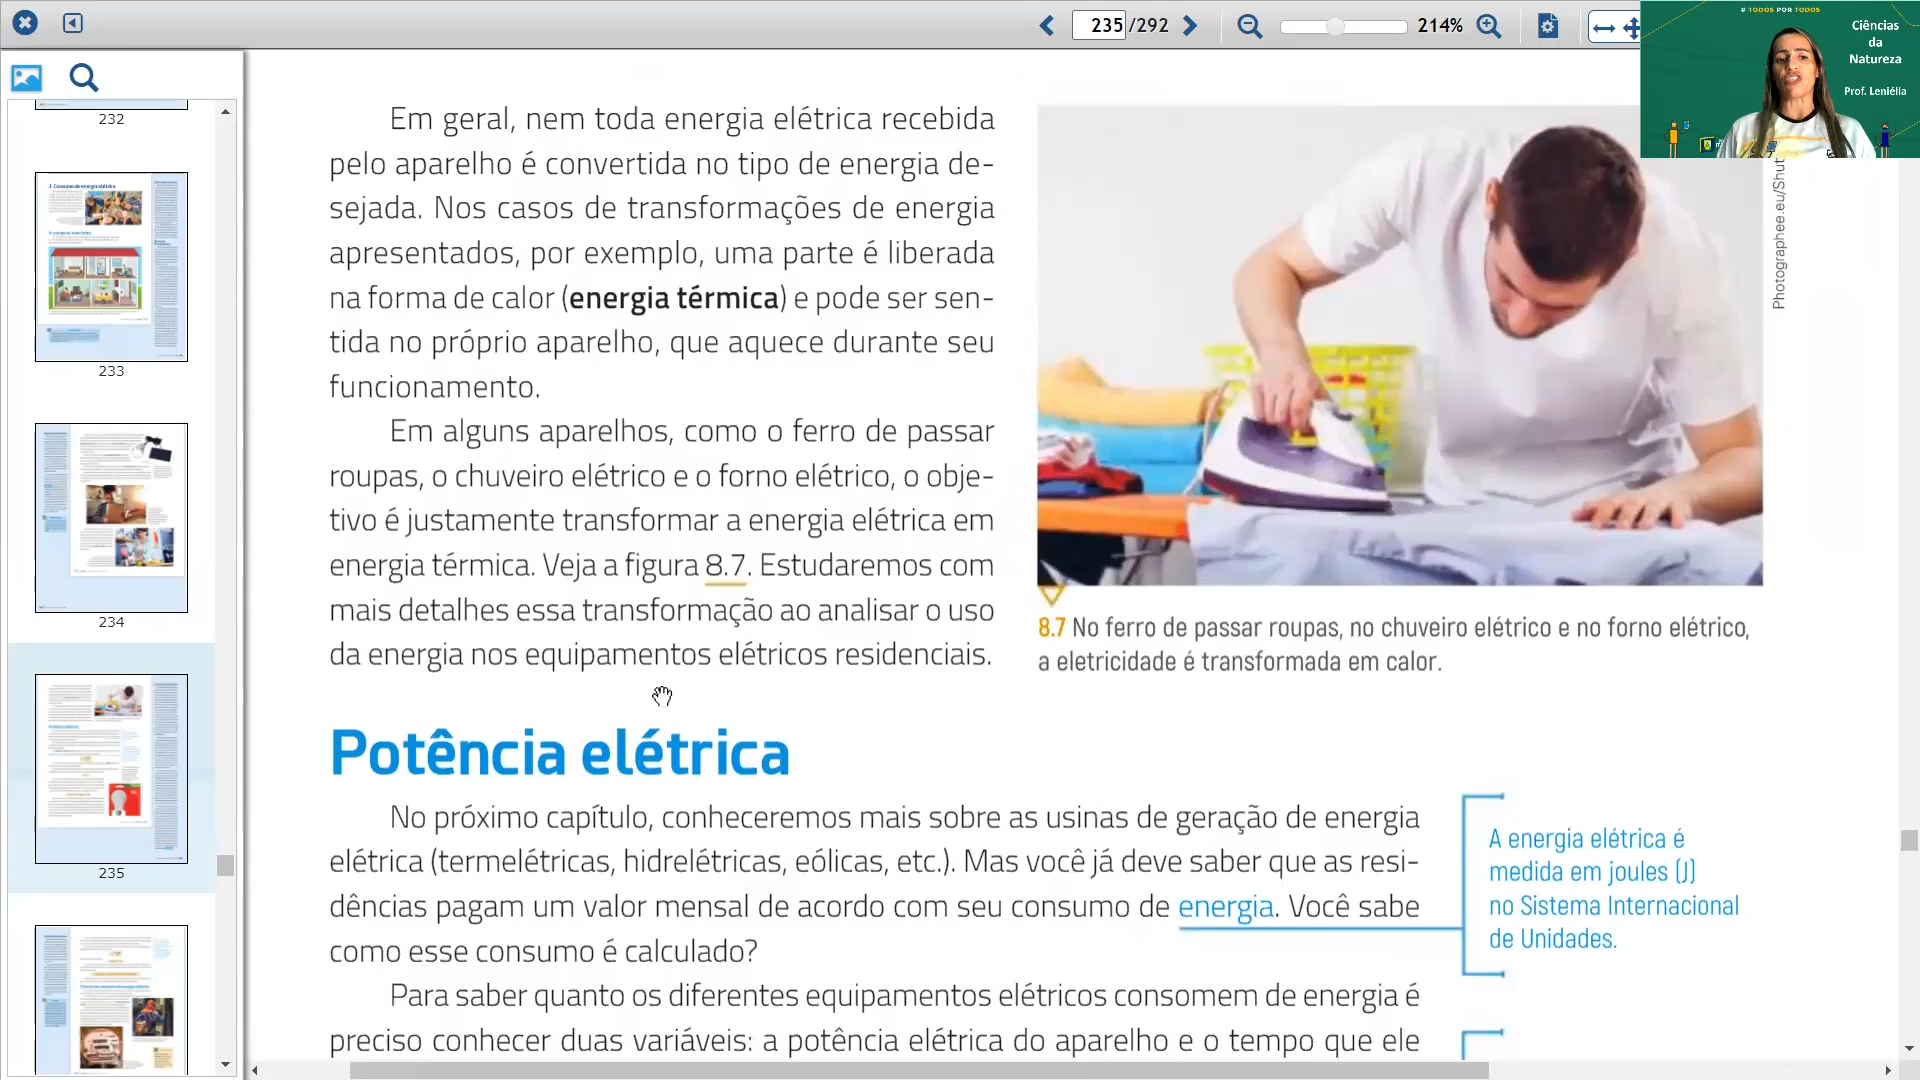 235 /292
214%
# TODOS POR TODOS
Ciências
da
Natureza
Prof. Leniélia
232
233
234
235
Em geral, nem toda energia elétrica recebida
pelo aparelho é convertida no tipo de energia de-
sejada. Nos casos de transformações de energia
apresentados, por exemplo, uma parte é liberada
na forma de calor (energia térmica) e pode ser sen-
tida no próprio aparelho, que aquece durante seu
funcionamento.
Em alguns aparelhos, como o ferro de passar
roupas, o chuveiro elétrico e o forno elétrico, o obje-
tivo é justamente transformar a energia elétrica em
energia térmica. Veja a figura 8.7. Estudaremos com
mais detalhes essa transformação ao analisar o uso
da energia nos equipamentos elétricos residenciais.
Photographee.eu/Shut
8.7 No ferro de passar roupas, no chuveiro elétrico e no forno elétrico,
a eletricidade é transformada em calor.
Potência elétrica
No próximo capítulo, conheceremos mais sobre as usinas de geração de energia
elétrica (termelétricas, hidrelétricas, eólicas, etc.). Mas você já deve saber que as resi-
dências pagam um valor mensal de acordo com seu consumo de energia. Você sabe
como esse consumo é calculado?
Para saber quanto os diferentes equipamentos elétricos consomem de energia é
preciso conhecer duas variáveis: a potência elétrica do aparelho e o tempo que ele
A energia elétrica é
medida em joules (J)
no Sistema Internacional
de Unidades.